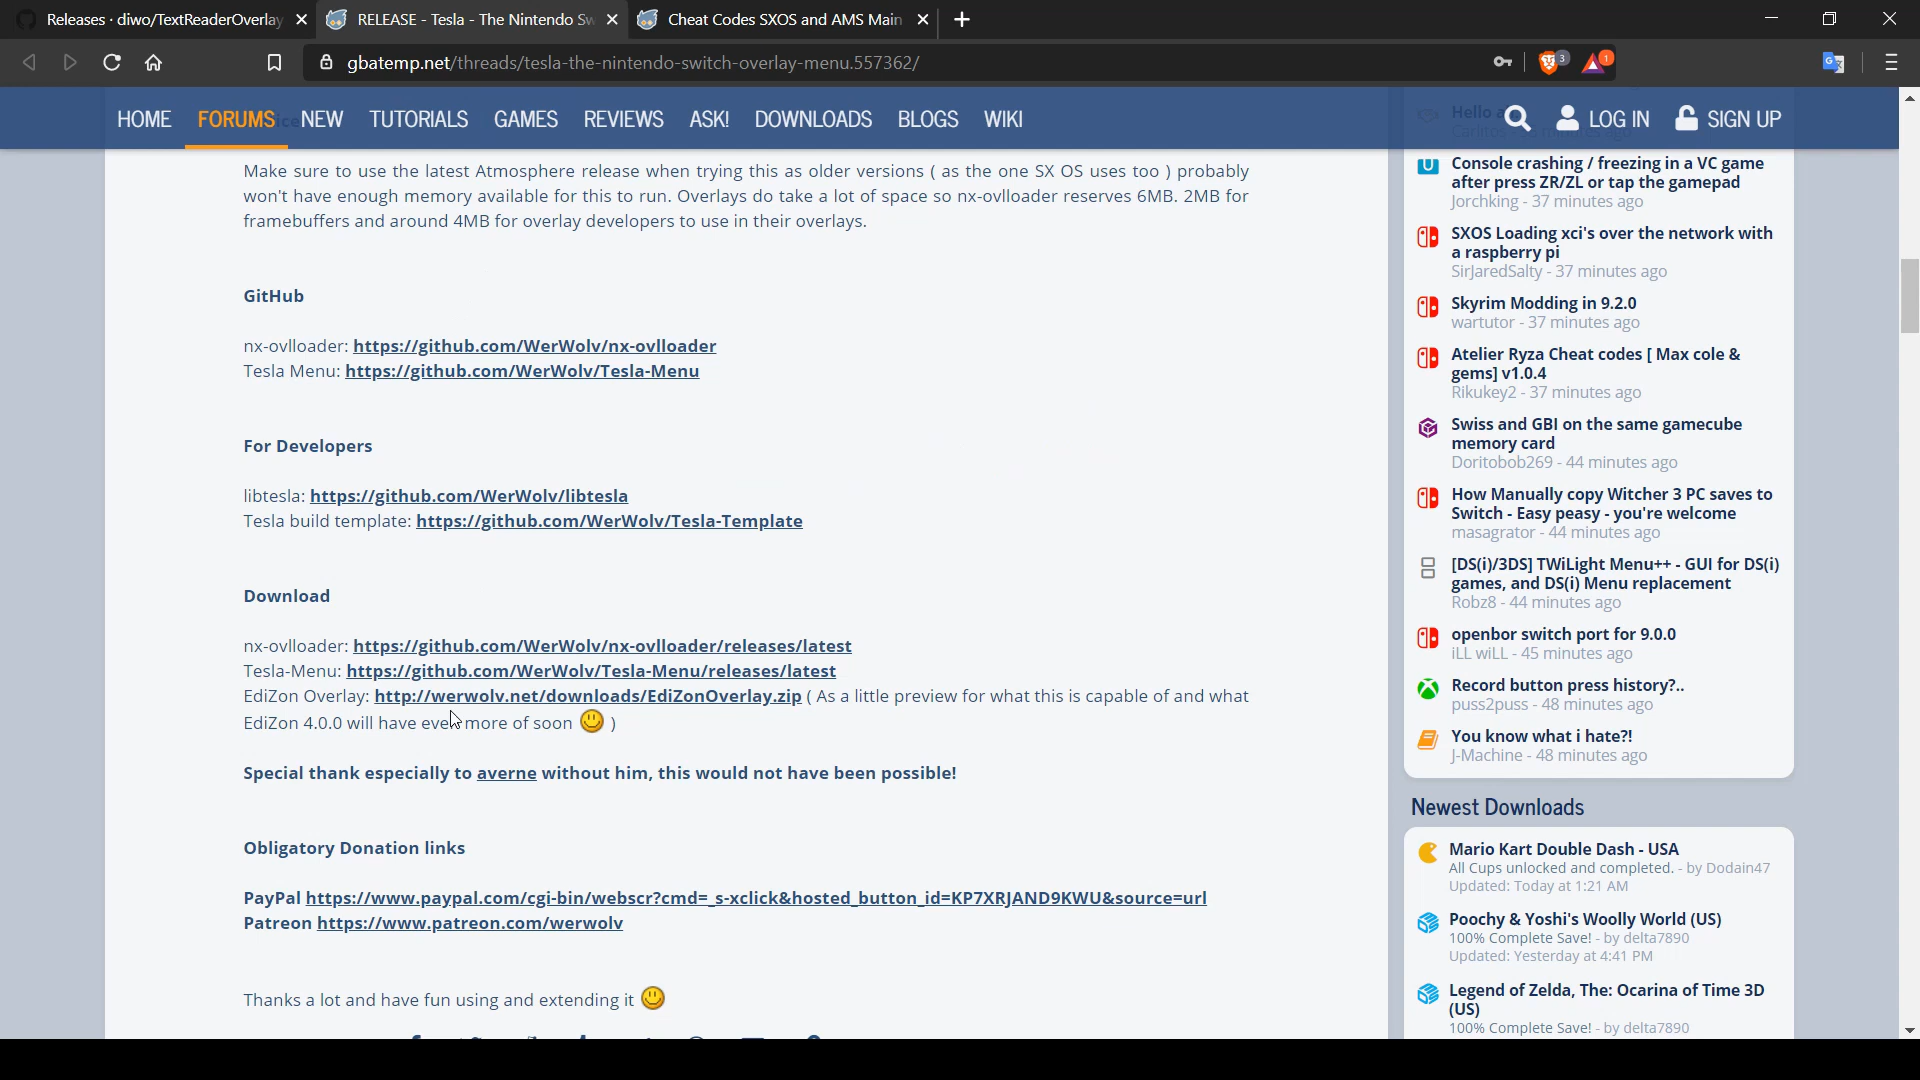 Releases · diwo/TextReaderOverlay
RELEASE - Tesla - The Nintendo Sw
Cheat Codes SXOS and AMS Main
gbatemp.net/threads/tesla-the-nintendo-switch-overlay-menu.557362/
3
1
HOME FORUMS NEW TUTORIALS GAMES REVIEWS ASK! DOWNLOADS BLOGS WIKI LOG IN SIGN UP
Make sure to use the latest Atmosphere release when trying this as older versions ( as the one SX OS uses too ) probably
won't have enough memory available for this to run. Overlays do take a lot of space so nx-ovlloader reserves 6MB. 2MB for
framebuffers and around 4MB for overlay developers to use in their overlays.
GitHub
nx-ovlloader: https://github.com/WerWolv/nx-ovlloader
Tesla Menu: https://github.com/WerWolv/Tesla-Menu
For Developers
libtesla: https://github.com/WerWolv/libtesla
Tesla build template: https://github.com/WerWolv/Tesla-Template
Download
nx-ovlloader: https://github.com/WerWolv/nx-ovlloader/releases/latest
Tesla-Menu: https://github.com/WerWolv/Tesla-Menu/releases/latest
EdiZon Overlay: http://werwolv.net/downloads/EdiZonOverlay.zip ( As a little preview for what this is capable of and what
EdiZon 4.0.0 will have even more of soon )
Special thank especially to averne without him, this would not have been possible!
Obligatory Donation links
PayPal https://www.paypal.com/cgi-bin/webscr?cmd=_s-xclick&hosted_button_id=KP7XRJAND9KWU&source=url
Patreon https://www.patreon.com/werwolv
Thanks a lot and have fun using and extending it
Hello a
Console crashing / freezing in a VC game
after press ZR/ZL or tap the gamepad
Jorchking - 37 minutes ago
SXOS Loading xci's over the network with
a raspberry pi
SirJaredSalty - 37 minutes ago
Skyrim Modding in 9.2.0
wartutor - 37 minutes ago
Atelier Ryza Cheat codes [ Max cole &
gems] v1.0.4
Rikukey2 - 37 minutes ago
Swiss and GBI on the same gamecube
memory card
Doritobob269 - 44 minutes ago
How Manually copy Witcher 3 PC saves to
Switch - Easy peasy - you're welcome
masagrator - 44 minutes ago
[DS(i)/3DS] TWiLight Menu++ - GUI for DS(i)
games, and DS(i) Menu replacement
Robz8 - 44 minutes ago
openbor switch port for 9.0.0
iLL wiLL - 45 minutes ago
Record button press history?..
puss2puss - 48 minutes ago
You know what i hate?!
J-Machine - 48 minutes ago
Newest Downloads
Mario Kart Double Dash - USA
All Cups unlocked and completed. - by Dodain47
Updated: Today at 1:21 AM
Poochy & Yoshi's Woolly World (US)
100% Complete Save! - by delta7890
Updated: Yesterday at 4:41 PM
Legend of Zelda, The: Ocarina of Time 3D
(US)
100% Complete Save! - by delta7890